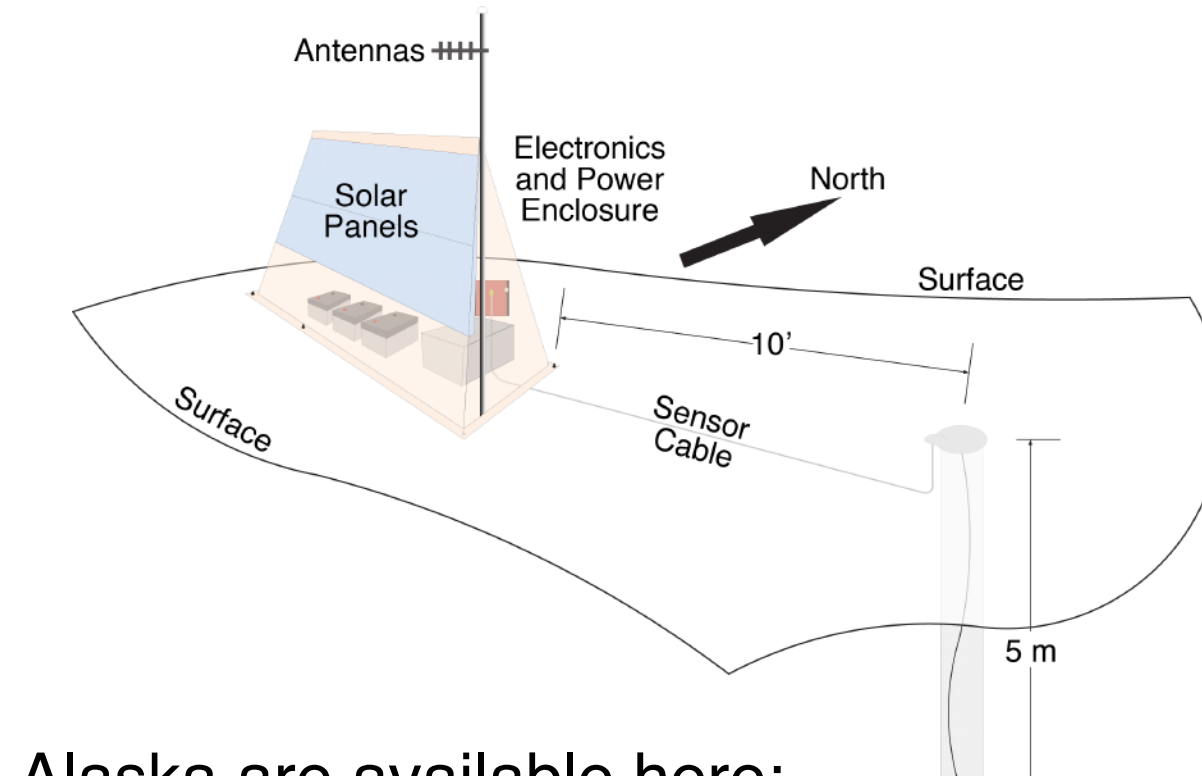 Antennas
Electronics
and Power
Enclosure
North
Solar
Panels
Surface
10'
Surface
Sensor
Cable
5 m
Alaska are available here: